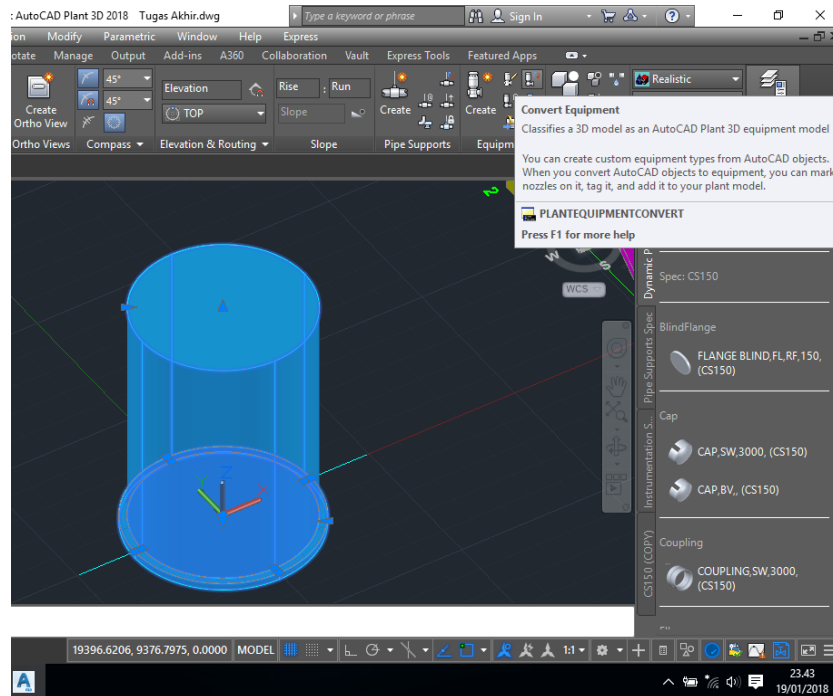 : AutoCAD Plant 3D 2018 Tugas Akhir.dwg
Type a keyword or phrase
Sign In
Modify Parametric Window Help Express
Manage Output Add-ins A360 Collaboration Vault Express Tools Featured Apps
45°
45°
Elevation
TOP
Rise : Run
Slope
Create
Ortho View
Create
Create
Realistic
Ortho Views Compass Elevation & Routing Slope Pipe Supports Equipm
Convert Equipment
Classifies a 3D model as an AutoCAD Plant 3D equipment model
You can create custom equipment types from AutoCAD objects.
When you convert AutoCAD objects to equipment, you can mark
nozzles on it, tag it, and add it to your plant model.
PLANTEQUIPMENTCONVERT
Press F1 for more help
W
S
WCS
Z
Y
X
Dynamic P
Pipe Supports Spec
Instrumentation S...
CS150 (COPY)
Spec: CS150
BlindFlange
FLANGE BLIND,FL,RF,150,
(CS150)
Cap
CAP,SW,3000, (CS150)
CAP,BV,, (CS150)
Coupling
COUPLING,SW,3000,
(CS150)
19396.6206, 9376.7975, 0.0000 MODEL
1:1
23.43
19/01/2018